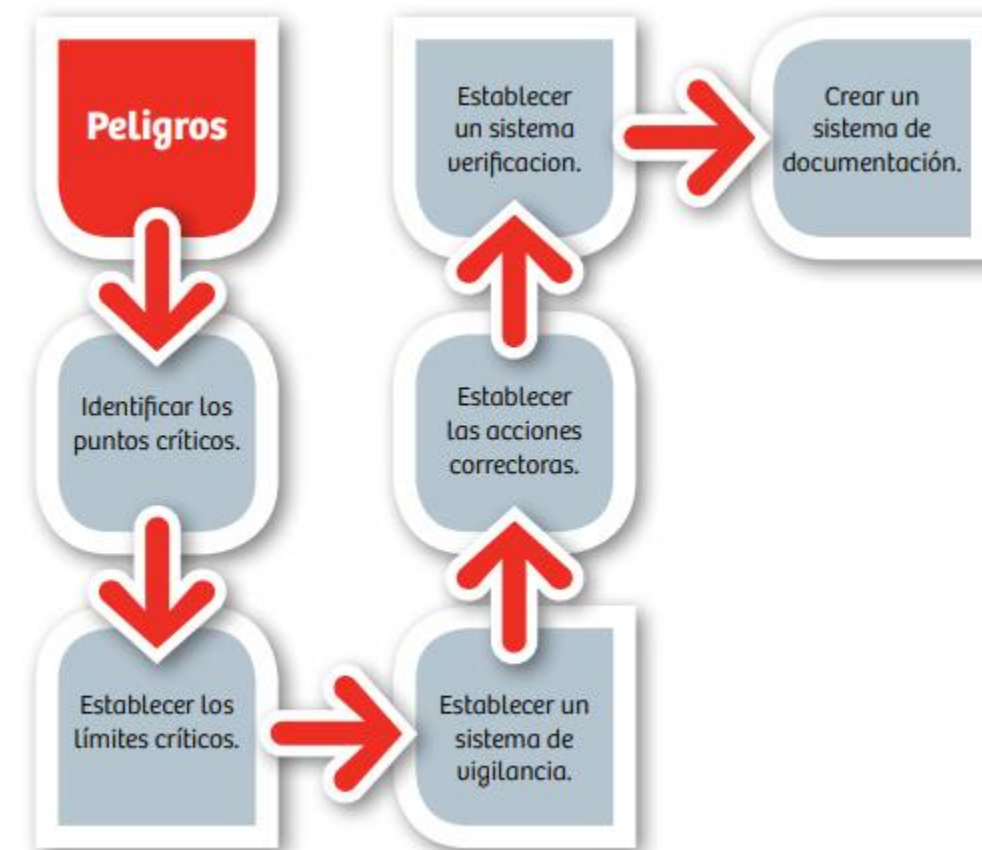 Peligros
Identificar los
puntos críticos.
Establecer los
límites críticos.
Establecer un
sistema de
vigilancia.
Establecer
las acciones
correctoras.
Establecer
un sistema
verificacion.
Crear un
sistema de
documentación.